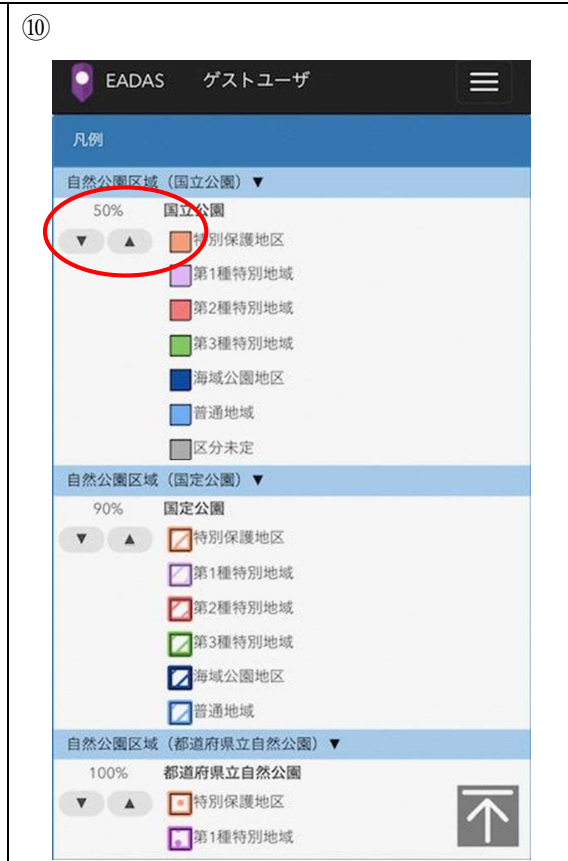 ⑩
EADAS ゲストユーザ
凡例
自然公園区域（国立公園）▼
50% 国立公園
▼ ▲ 特別保護地区
第1種特別地域
第2種特別地域
第3種特別地域
海域公園地区
普通地域
区分未定
自然公園区域（国定公園）▼
90% 国定公園
▼ ▲ 特別保護地区
第1種特別地域
第2種特別地域
第3種特別地域
海域公園地区
普通地域
自然公園区域（都道府県立自然公園）▼
100% 都道府県立自然公園
▼ ▲ 特別保護地区
第1種特別地域